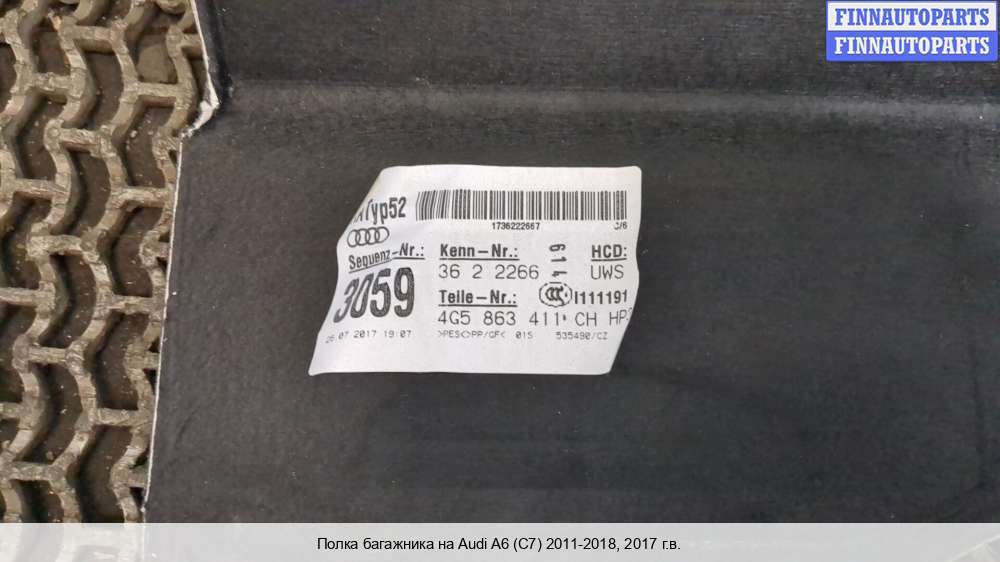 FINNAUTOPARTS
FINNAUTOPARTS
Typ52
1736222667
Sequenz-Nr.:
Kenn-Nr.:
HCD:
36 2 2266
614
UWS
3059
Teile-Nr.:
I111191
4G5 863 411 CH
26.07 2017 19:07
>PES<>PP/GF< 01S
535490/CZ
Полка багажника на Audi A6 (C7) 2011-2018, 2017 г.в.